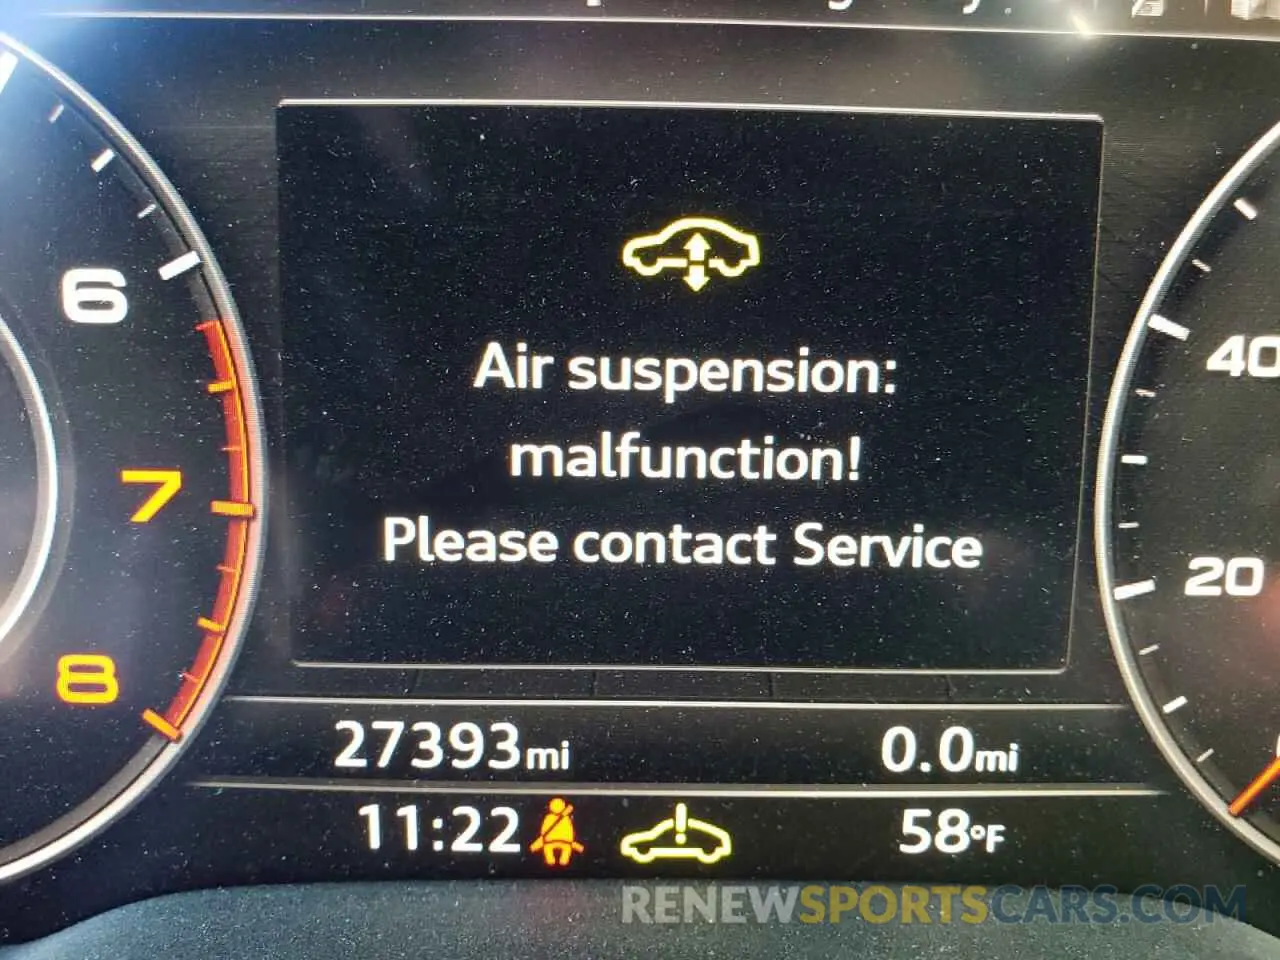 6
7
8
40
20
Air suspension:
malfunction!
Please contact Service
27393mi
0.0mi
11:22
58°F
RENEWSPORTSCARS.COM